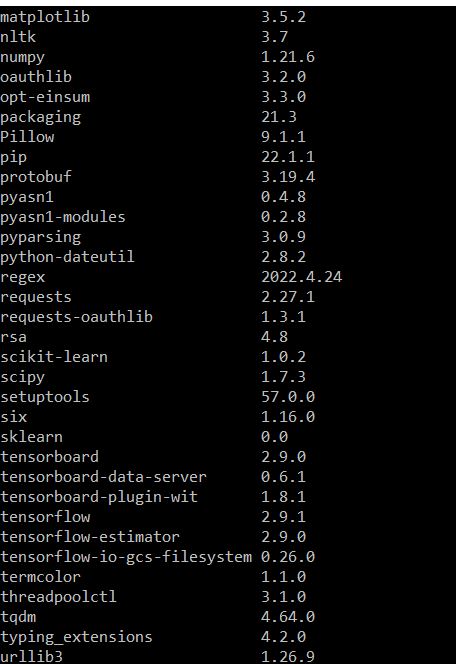 matplotlib 3.5.2
nltk 3.7
numpy 1.21.6
oauthlib 3.2.0
opt-einsum 3.3.0
packaging 21.3
Pillow 9.1.1
pip 22.1.1
protobuf 3.19.4
pyasn1 0.4.8
pyasn1-modules 0.2.8
pyparsing 3.0.9
python-dateutil 2.8.2
regex 2022.4.24
requests 2.27.1
requests-oauthlib 1.3.1
rsa 4.8
scikit-learn 1.0.2
scipy 1.7.3
setuptools 57.0.0
six 1.16.0
sklearn 0.0
tensorboard 2.9.0
tensorboard-data-server 0.6.1
tensorboard-plugin-wit 1.8.1
tensorflow 2.9.1
tensorflow-estimator 2.9.0
tensorflow-io-gcs-filesystem 0.26.0
termcolor 1.1.0
threadpoolctl 3.1.0
tqdm 4.64.0
typing_extensions 4.2.0
urllib3 1.26.9